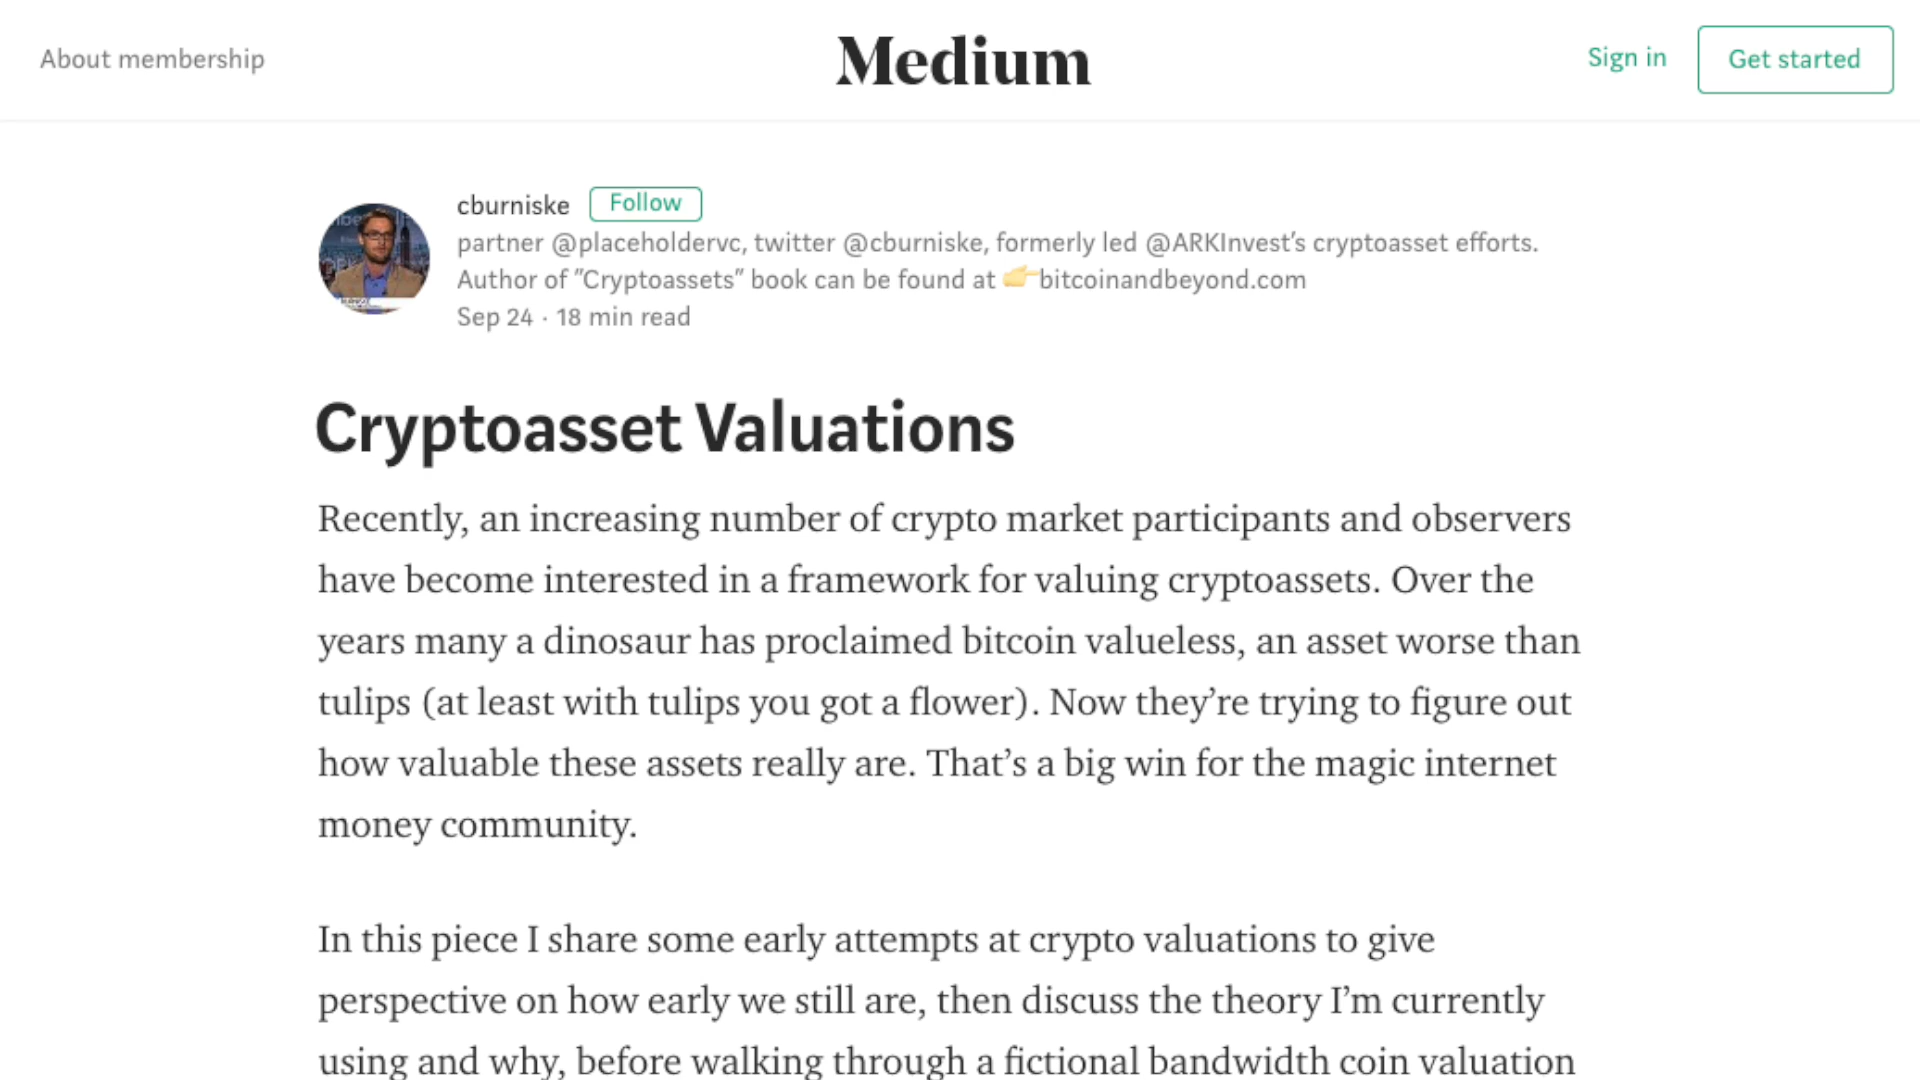 About membership
Medium
Sign in
Get started
cburniske
Follow
partner @placeholdervc, twitter @cburniske, formerly led @ARKInvest’s cryptoasset efforts.
Author of “Cryptoassets” book can be found at 👉bitcoinandbeyond.com
Sep 24 · 18 min read
Cryptoasset Valuations
Recently, an increasing number of crypto market participants and observers
have become interested in a framework for valuing cryptoassets. Over the
years many a dinosaur has proclaimed bitcoin valueless, an asset worse than
tulips (at least with tulips you got a flower). Now they’re trying to figure out
how valuable these assets really are. That’s a big win for the magic internet
money community.
In this piece I share some early attempts at crypto valuations to give
perspective on how early we still are, then discuss the theory I’m currently
using and why, before walking through a fictional bandwidth coin valuation